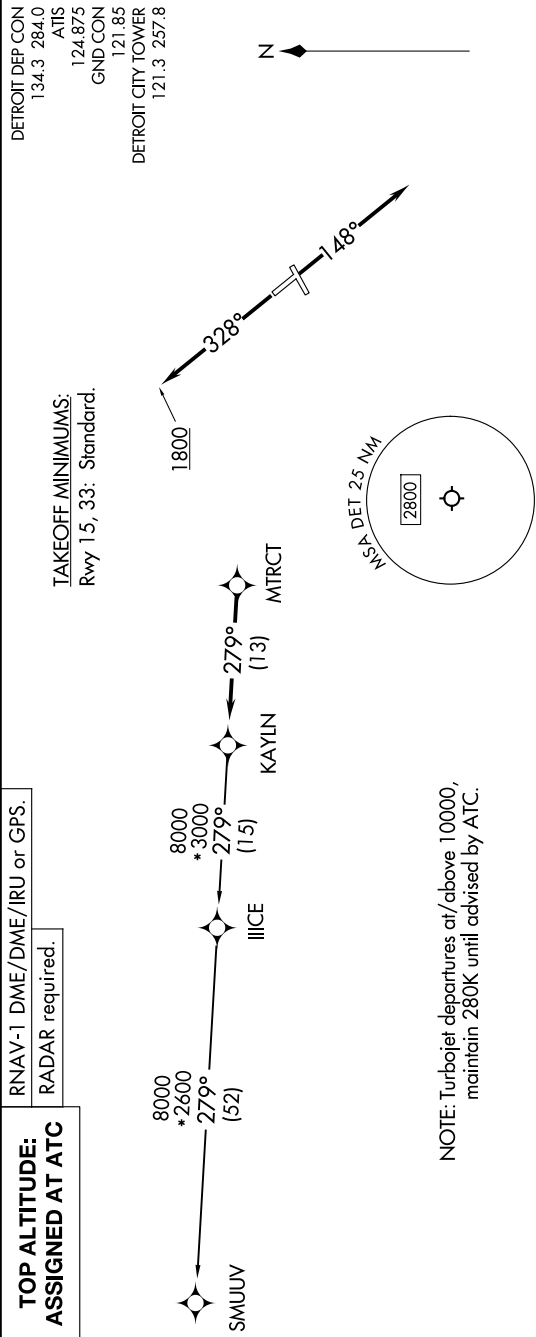 TOP ALTITUDE:
ASSIGNED AT ATC
RNAV-1 DME/DME/IRU or GPS.
RADAR required.
DETROIT DEP CON
134.3 284.0
ATIS
124.875
GND CON
121.85
DETROIT CITY TOWER
121.3 257.8
N
TAKEOFF MINIMUMS:
Rwy 15, 33: Standard.
1800
328°
148°
8000
*2600
279°
(52)
8000
*3000
279°
(15)
279°
(13)
SMUUV
IIICE
KAYLN
MTRCT
MSA DET 25 NM
2800
NOTE: Turbojet departures at/above 10000,
maintain 280K until advised by ATC.